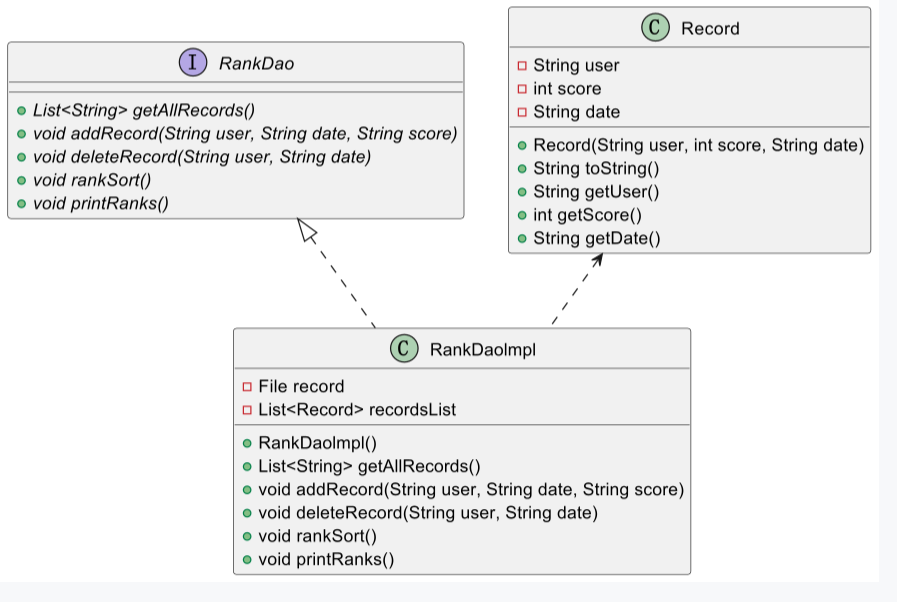 I RankDao
List<String> getAllRecords()
void addRecord(String user, String date, String score)
void deleteRecord(String user, String date)
void rankSort()
void printRanks()
C Record
String user
int score
String date
Record(String user, int score, String date)
String toString()
String getUser()
int getScore()
String getDate()
C RankDaoImpl
File record
List<Record> recordsList
RankDaoImpl()
List<String> getAllRecords()
void addRecord(String user, String date, String score)
void deleteRecord(String user, String date)
void rankSort()
void printRanks()